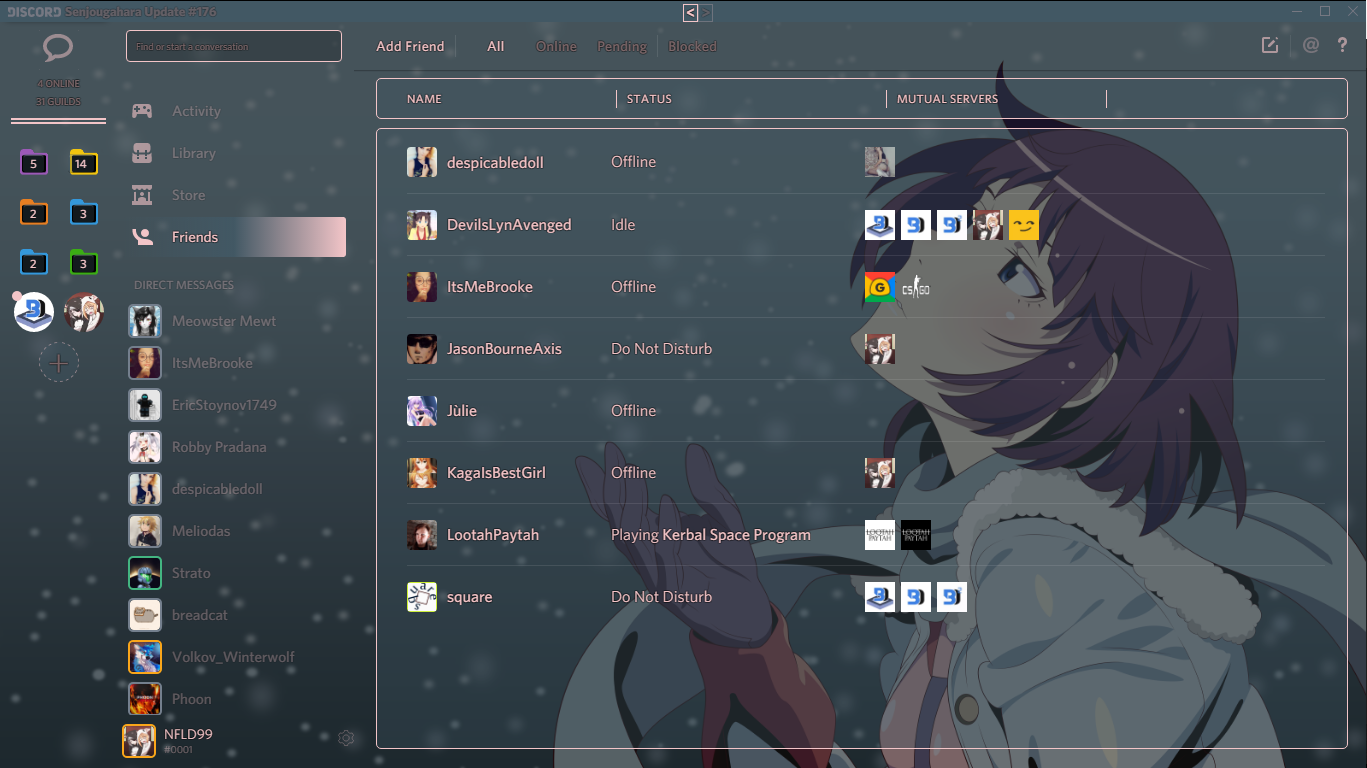 DISCORD Senjougahara Update #176
< >
4 ONLINE
31 GUILDS
5
14
2
3
2
3
Find or start a conversation
Activity
Library
Store
Friends
DIRECT MESSAGES
Meowster Mewt
ItsMeBrooke
EricStoynov1749
Robby Pradana
despicabledoll
Meliodas
Strato
breadcat
Volkov_Winterwolf
Phoon
NFLD99
#0001
Add Friend All Online Pending Blocked @ ?
NAME STATUS MUTUAL SERVERS
despicabledoll Offline
DevilsLynAvenged Idle
ItsMeBrooke Offline G CS GO
JasonBourneAxis Do Not Disturb
Jùlie Offline
KagaIsBestGirl Offline
LootahPaytah Playing Kerbal Space Program LOOTAH PAYTAH LOOTAH PAYTAH
square Do Not Disturb